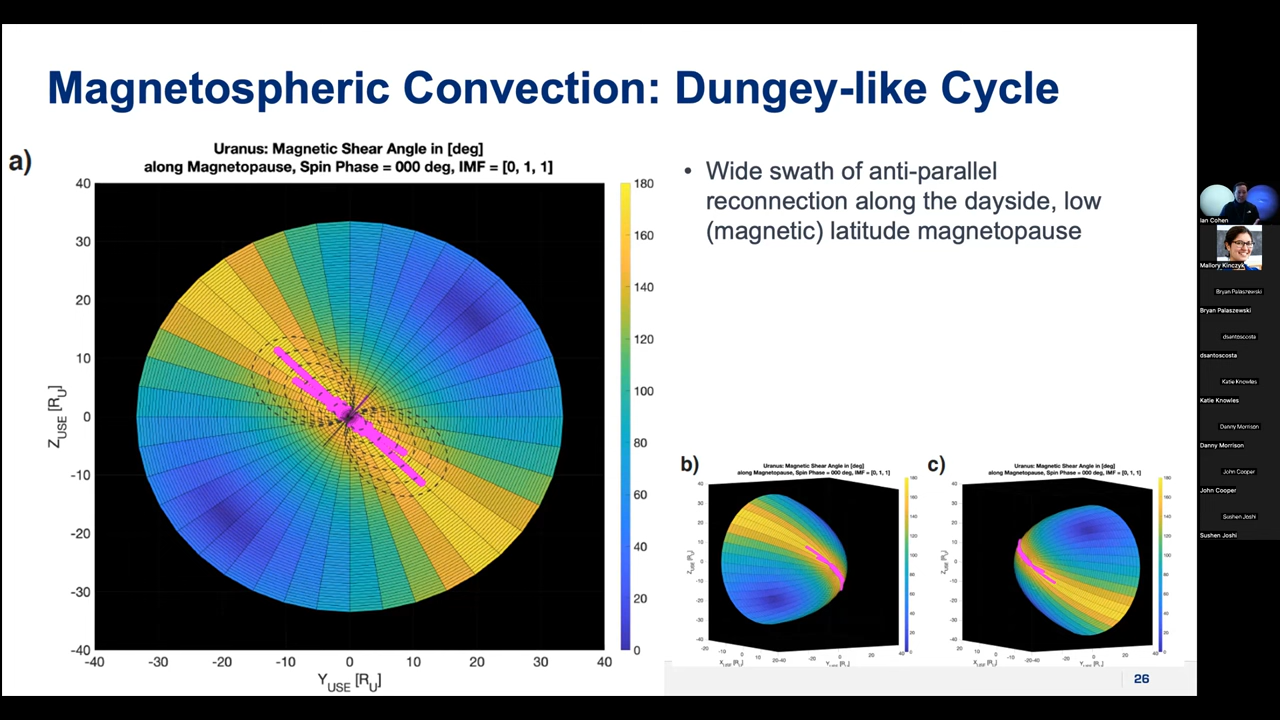 Magnetospheric Convection: Dungey-like Cycle
a)
Uranus: Magnetic Shear Angle in [deg]
along Magnetopause, Spin Phase = 000 deg, IMF = [0, 1, 1]
40
30
20
10
0
-10
-20
-30
-40
Z_USE [R_U]
-40
-30
-20
-10
0
10
20
30
40
Y_USE [R_U]
180
160
140
120
100
80
60
40
20
0
• Wide swath of anti-parallel
reconnection along the dayside, low
(magnetic) latitude magnetopause
b)
Uranus: Magnetic Shear Angle in [deg]
along Magnetopause, Spin Phase = 000 deg, IMF = [0, 1, 1]
c)
Uranus: Magnetic Shear Angle in [deg]
along Magnetopause, Spin Phase = 000 deg, IMF = [0, 1, 1]
26
Ian Cohen
Mallory Kinczyk
Bryan Palaszewski
Bryan Palaszewski
dsantoscosta
dsantoscosta
Katie Knowles
Katie Knowles
Danny Morrison
Danny Morrison
John Cooper
John Cooper
Sushen Joshi
Sushen Joshi